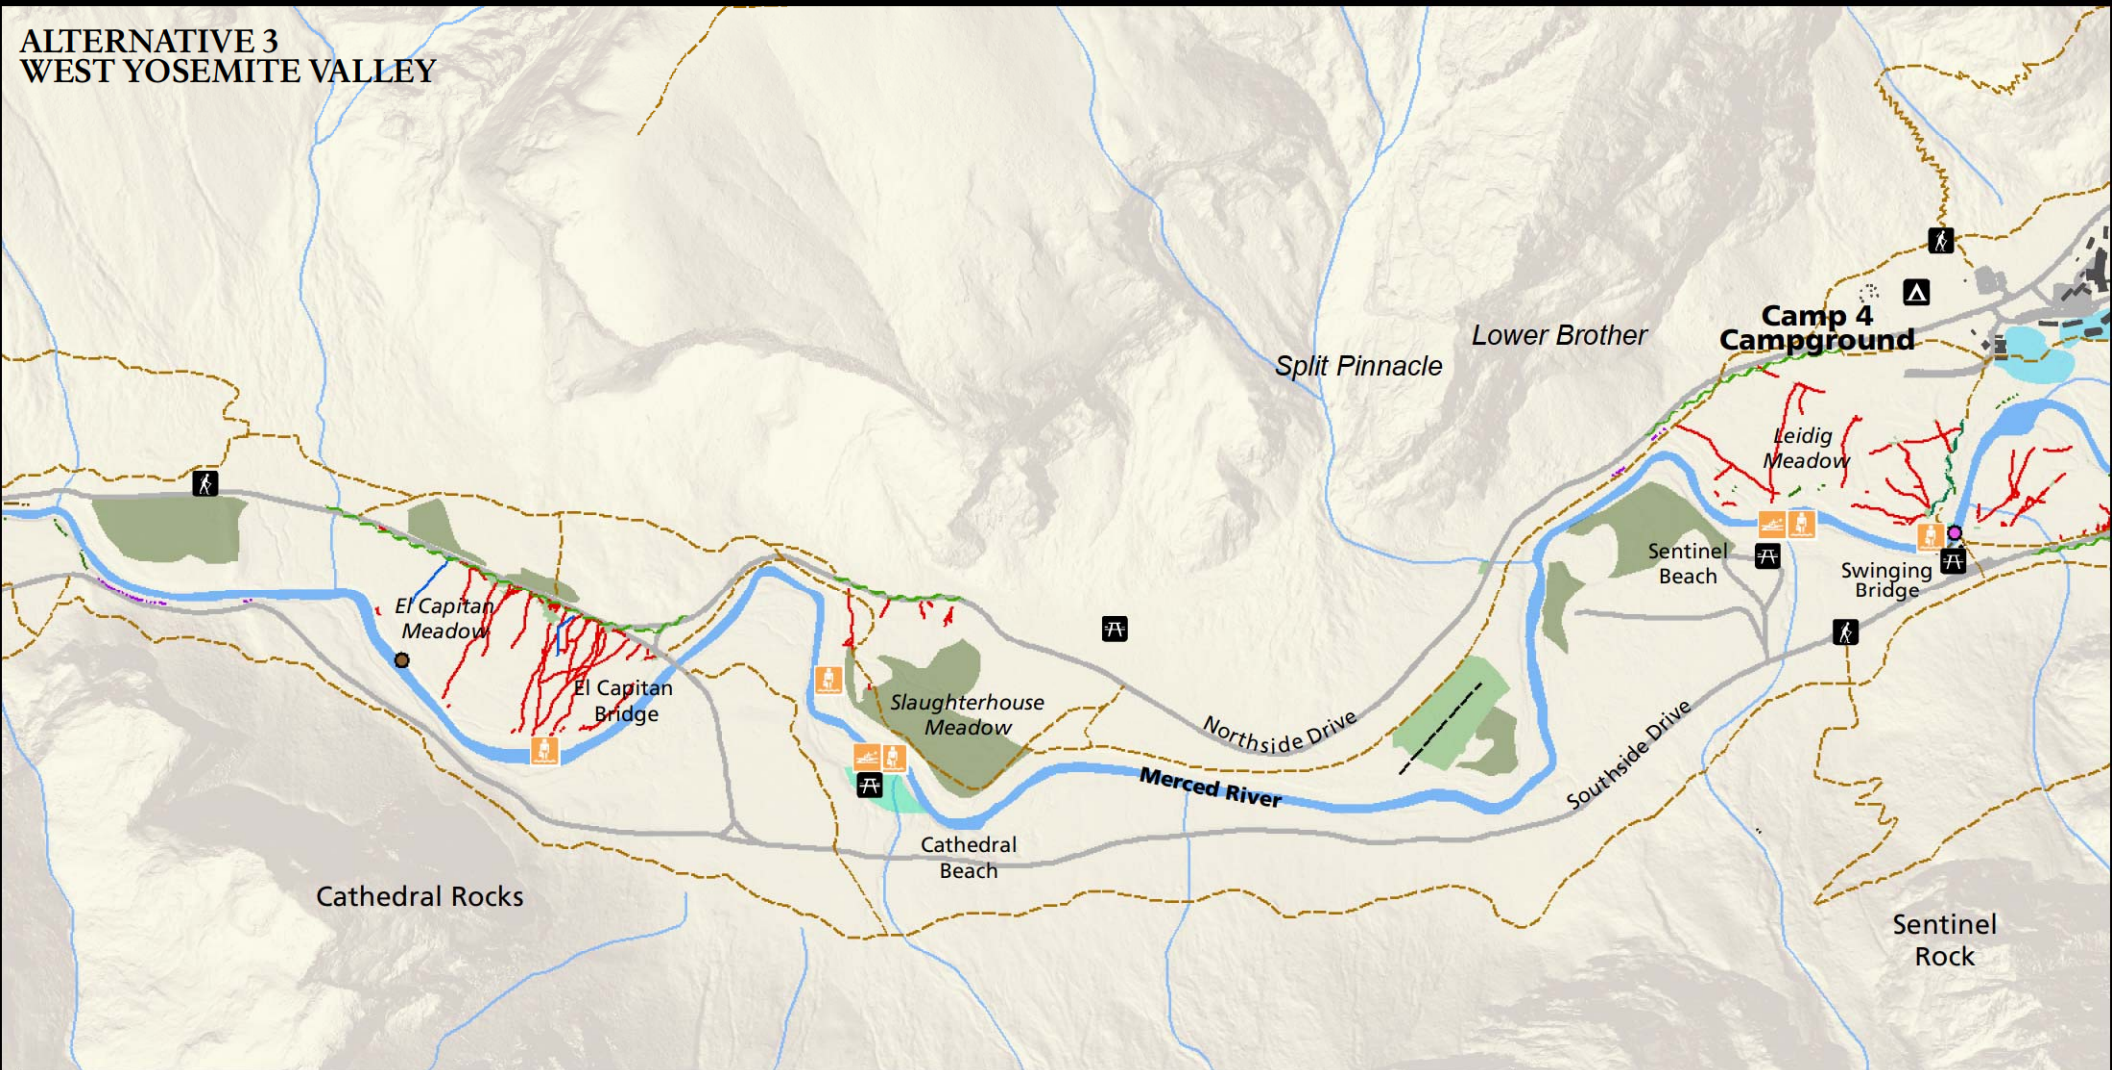 ALTERNATIVE 3
WEST YOSEMITE VALLEY
Camp 4
Campground
Lower Brother
Split Pinnacle
Leidig
Meadow
Sentinel
Beach
Swinging
Bridge
El Capitan
Meadow
El Capitan
Bridge
Slaughterhouse
Meadow
Northside Drive
Southside Drive
Merced River
Cathedral
Beach
Cathedral Rocks
Sentinel
Rock